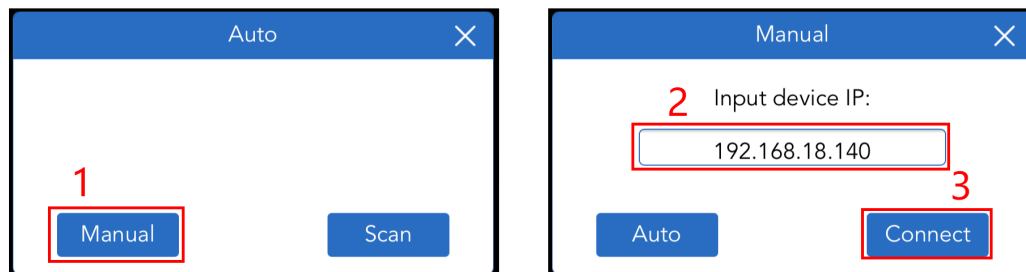 Auto
1
Manual
Scan
Manual
Input device IP:
2
192.168.18.140
3
Auto
Connect